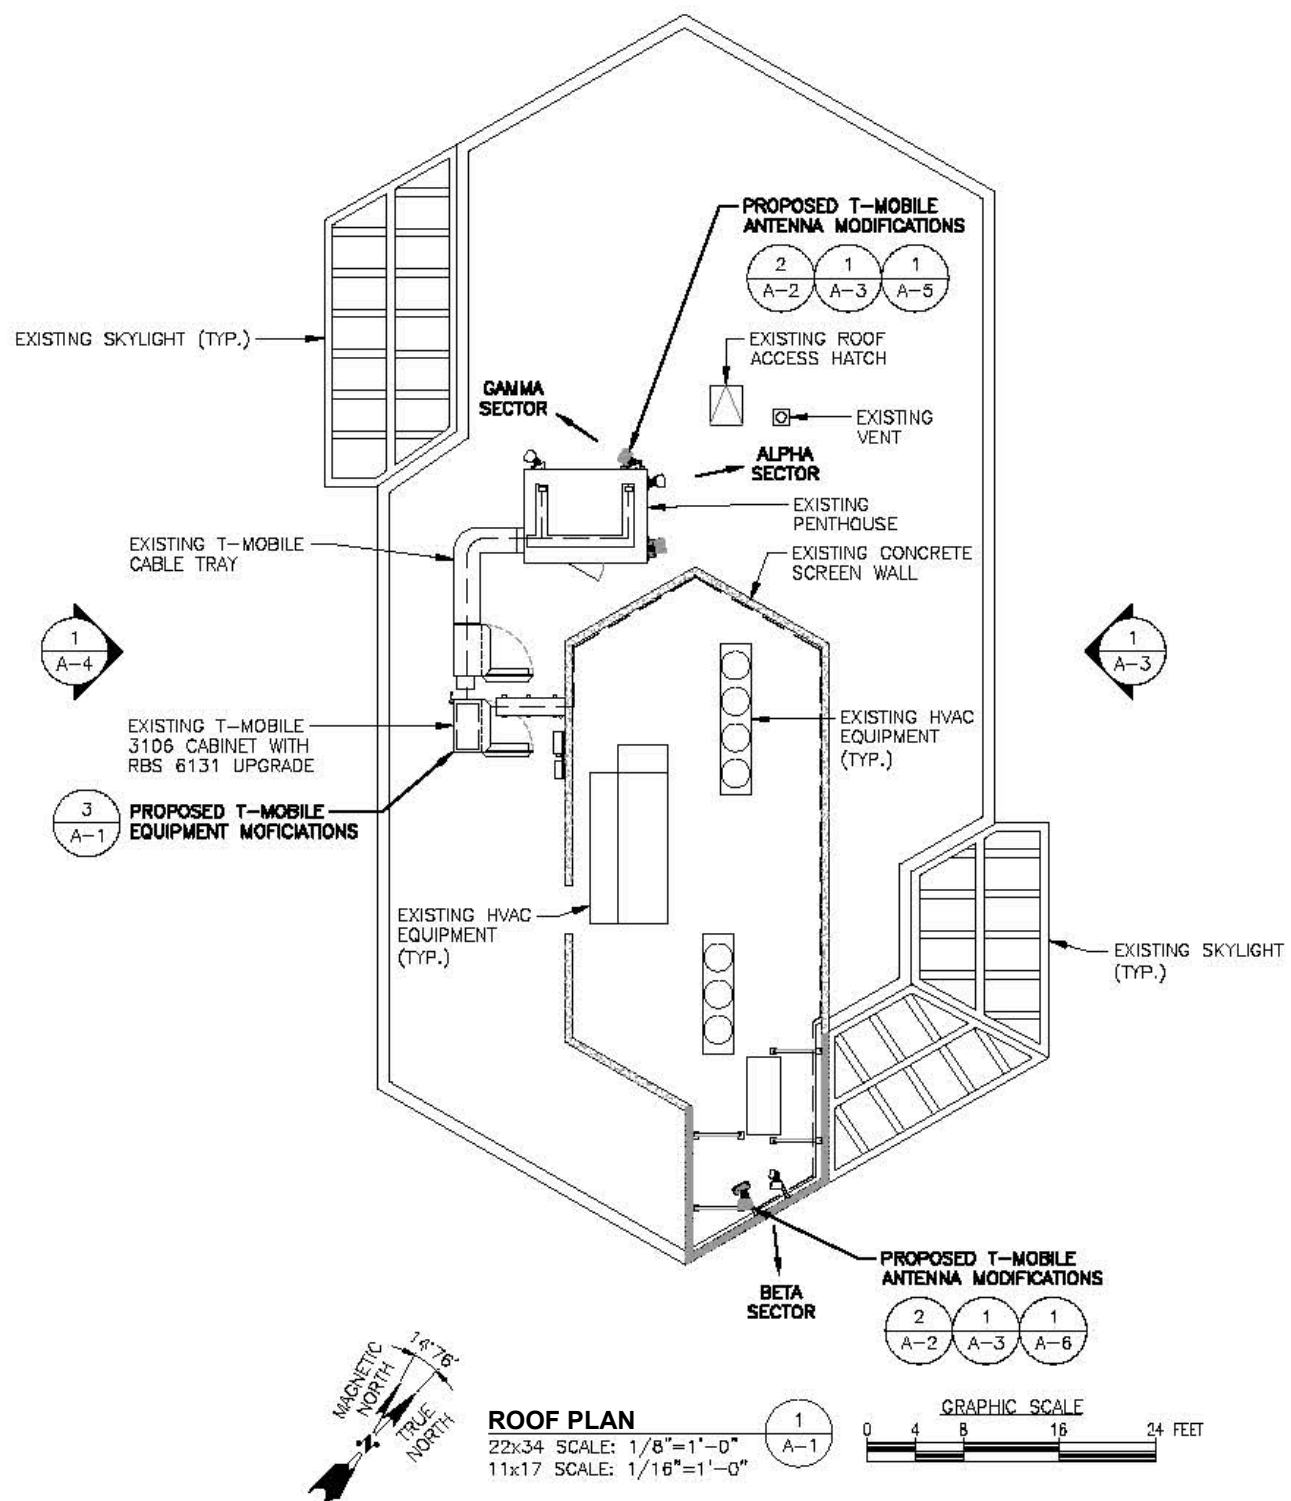 PROPOSED T-MOBILE
ANTENNA MODIFICATIONS
2 1 1
A-2 A-3 A-5
EXISTING SKYLIGHT (TYP.)
EXISTING ROOF
ACCESS HATCH
GAMMA
SECTOR
EXISTING
VENT
ALPHA
SECTOR
EXISTING
PENTHOUSE
EXISTING T-MOBILE
CABLE TRAY
EXISTING CONCRETE
SCREEN WALL
1
A-4
1
A-3
EXISTING T-MOBILE
3106 CABINET WITH
RBS 6131 UPGRADE
EXISTING HVAC
EQUIPMENT
(TYP.)
3
A-1
PROPOSED T-MOBILE
EQUIPMENT MOFICIATIONS
EXISTING HVAC
EQUIPMENT
(TYP.)
EXISTING SKYLIGHT
(TYP.)
PROPOSED T-MOBILE
ANTENNA MODIFICATIONS
BETA
SECTOR
2 1 1
A-2 A-3 A-6
14°76'
MAGNETIC
NORTH
TRUE
NORTH
ROOF PLAN
22x34 SCALE: 1/8"=1'-0"
11x17 SCALE: 1/16"=1'-0"
1
A-1
GRAPHIC SCALE
0 4 8 16 24 FEET